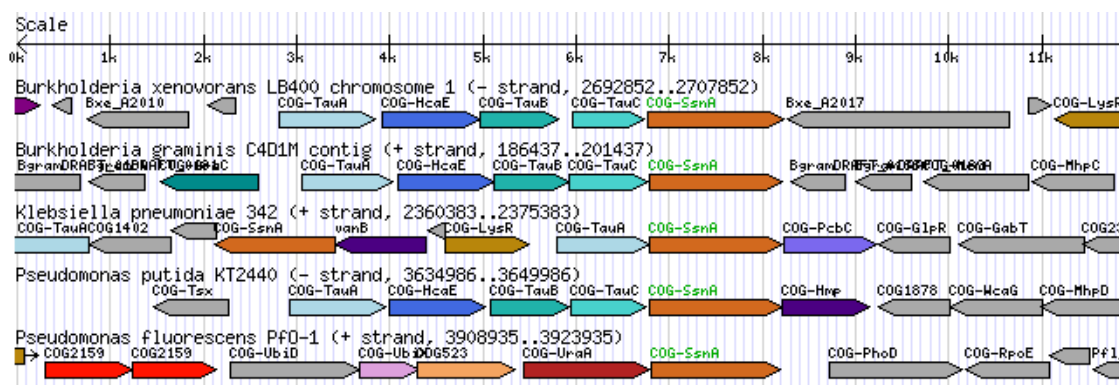 Scale
0k 1k 2k 3k 4k 5k 6k 7k 8k 9k 10k 11k
Burkholderia xenovorans LB400 chromosome 1 (- strand, 2692852..2707852)
Bxe_A2010 COG-TauA COG-HcaE COG-TauB COG-TauC COG-SsnA Bxe_A2017 COG-LysR
Burkholderia graminis C4D1M contig (+ strand, 186437..201437)
COG-TauA COG-HcaE COG-TauB COG-TauC COG-SsnA COG-MhpC
Klebsiella pneumoniae 342 (+ strand, 2360383..2375383)
COG-TauA COG1402 COG-SsnA vanB COG-LysR COG-TauA COG-SsnA COG-PcbC COG-GlpR COG-GabT COG23
Pseudomonas putida KT2440 (- strand, 3634986..3649986)
COG-Tsx COG-TauA COG-HcaE COG-TauB COG-TauC COG-SsnA COG-Hmp COG1878 COG-WcaG COG-MhpD
Pseudomonas fluorescens PfO-1 (+ strand, 3908935..3923935)
COG2159 COG2159 COG-UbiD COG-UraA COG-SsnA COG-PhoD COG-RpoE Pfl